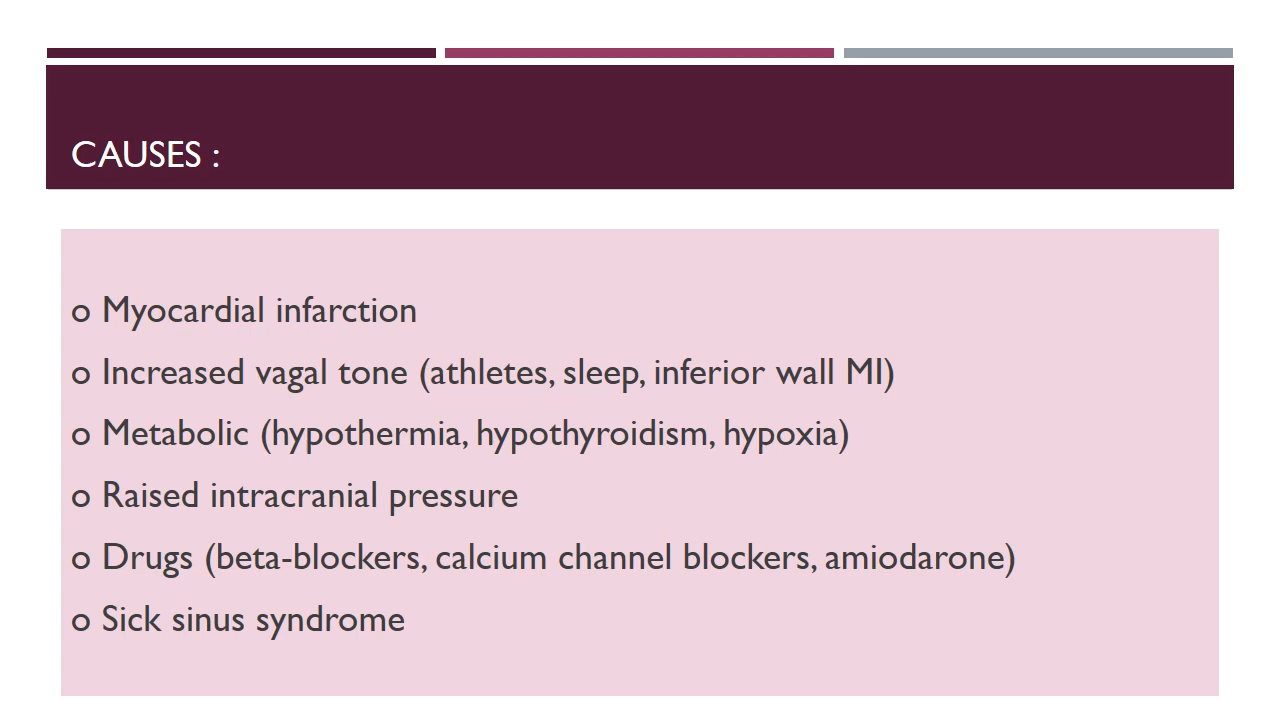 CAUSES :
o Myocardial infarction
o Increased vagal tone (athletes, sleep, inferior wall MI)
o Metabolic (hypothermia, hypothyroidism, hypoxia)
o Raised intracranial pressure
o Drugs (beta-blockers, calcium channel blockers, amiodarone)
o Sick sinus syndrome